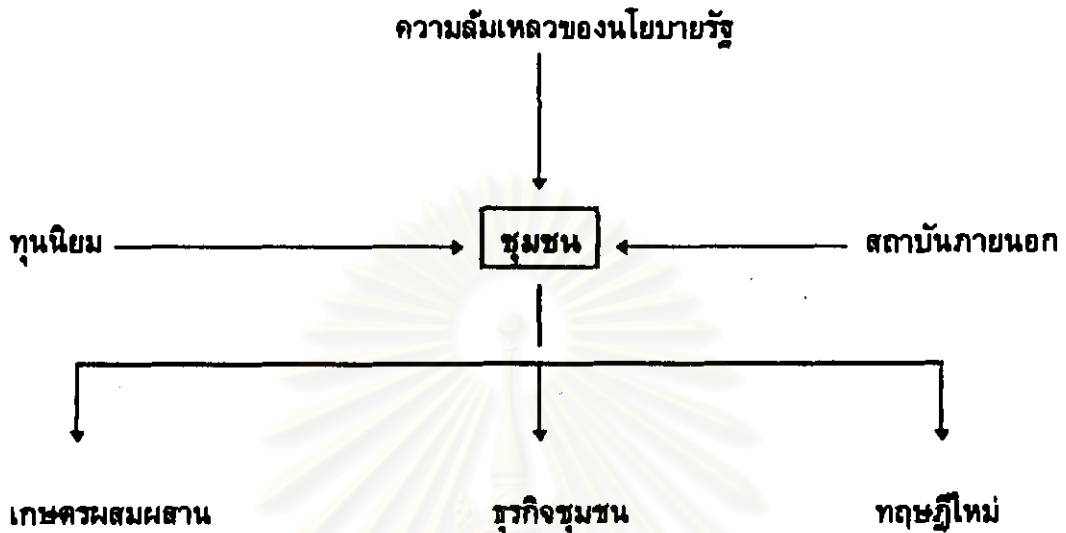 ความล้มเหลวของนโยบายรัฐ
ทุนนิยม ชุมชน สถาบันภายนอก
เกษตรผสมผสาน ธุรกิจชุมชน ทฤษฎีใหม่